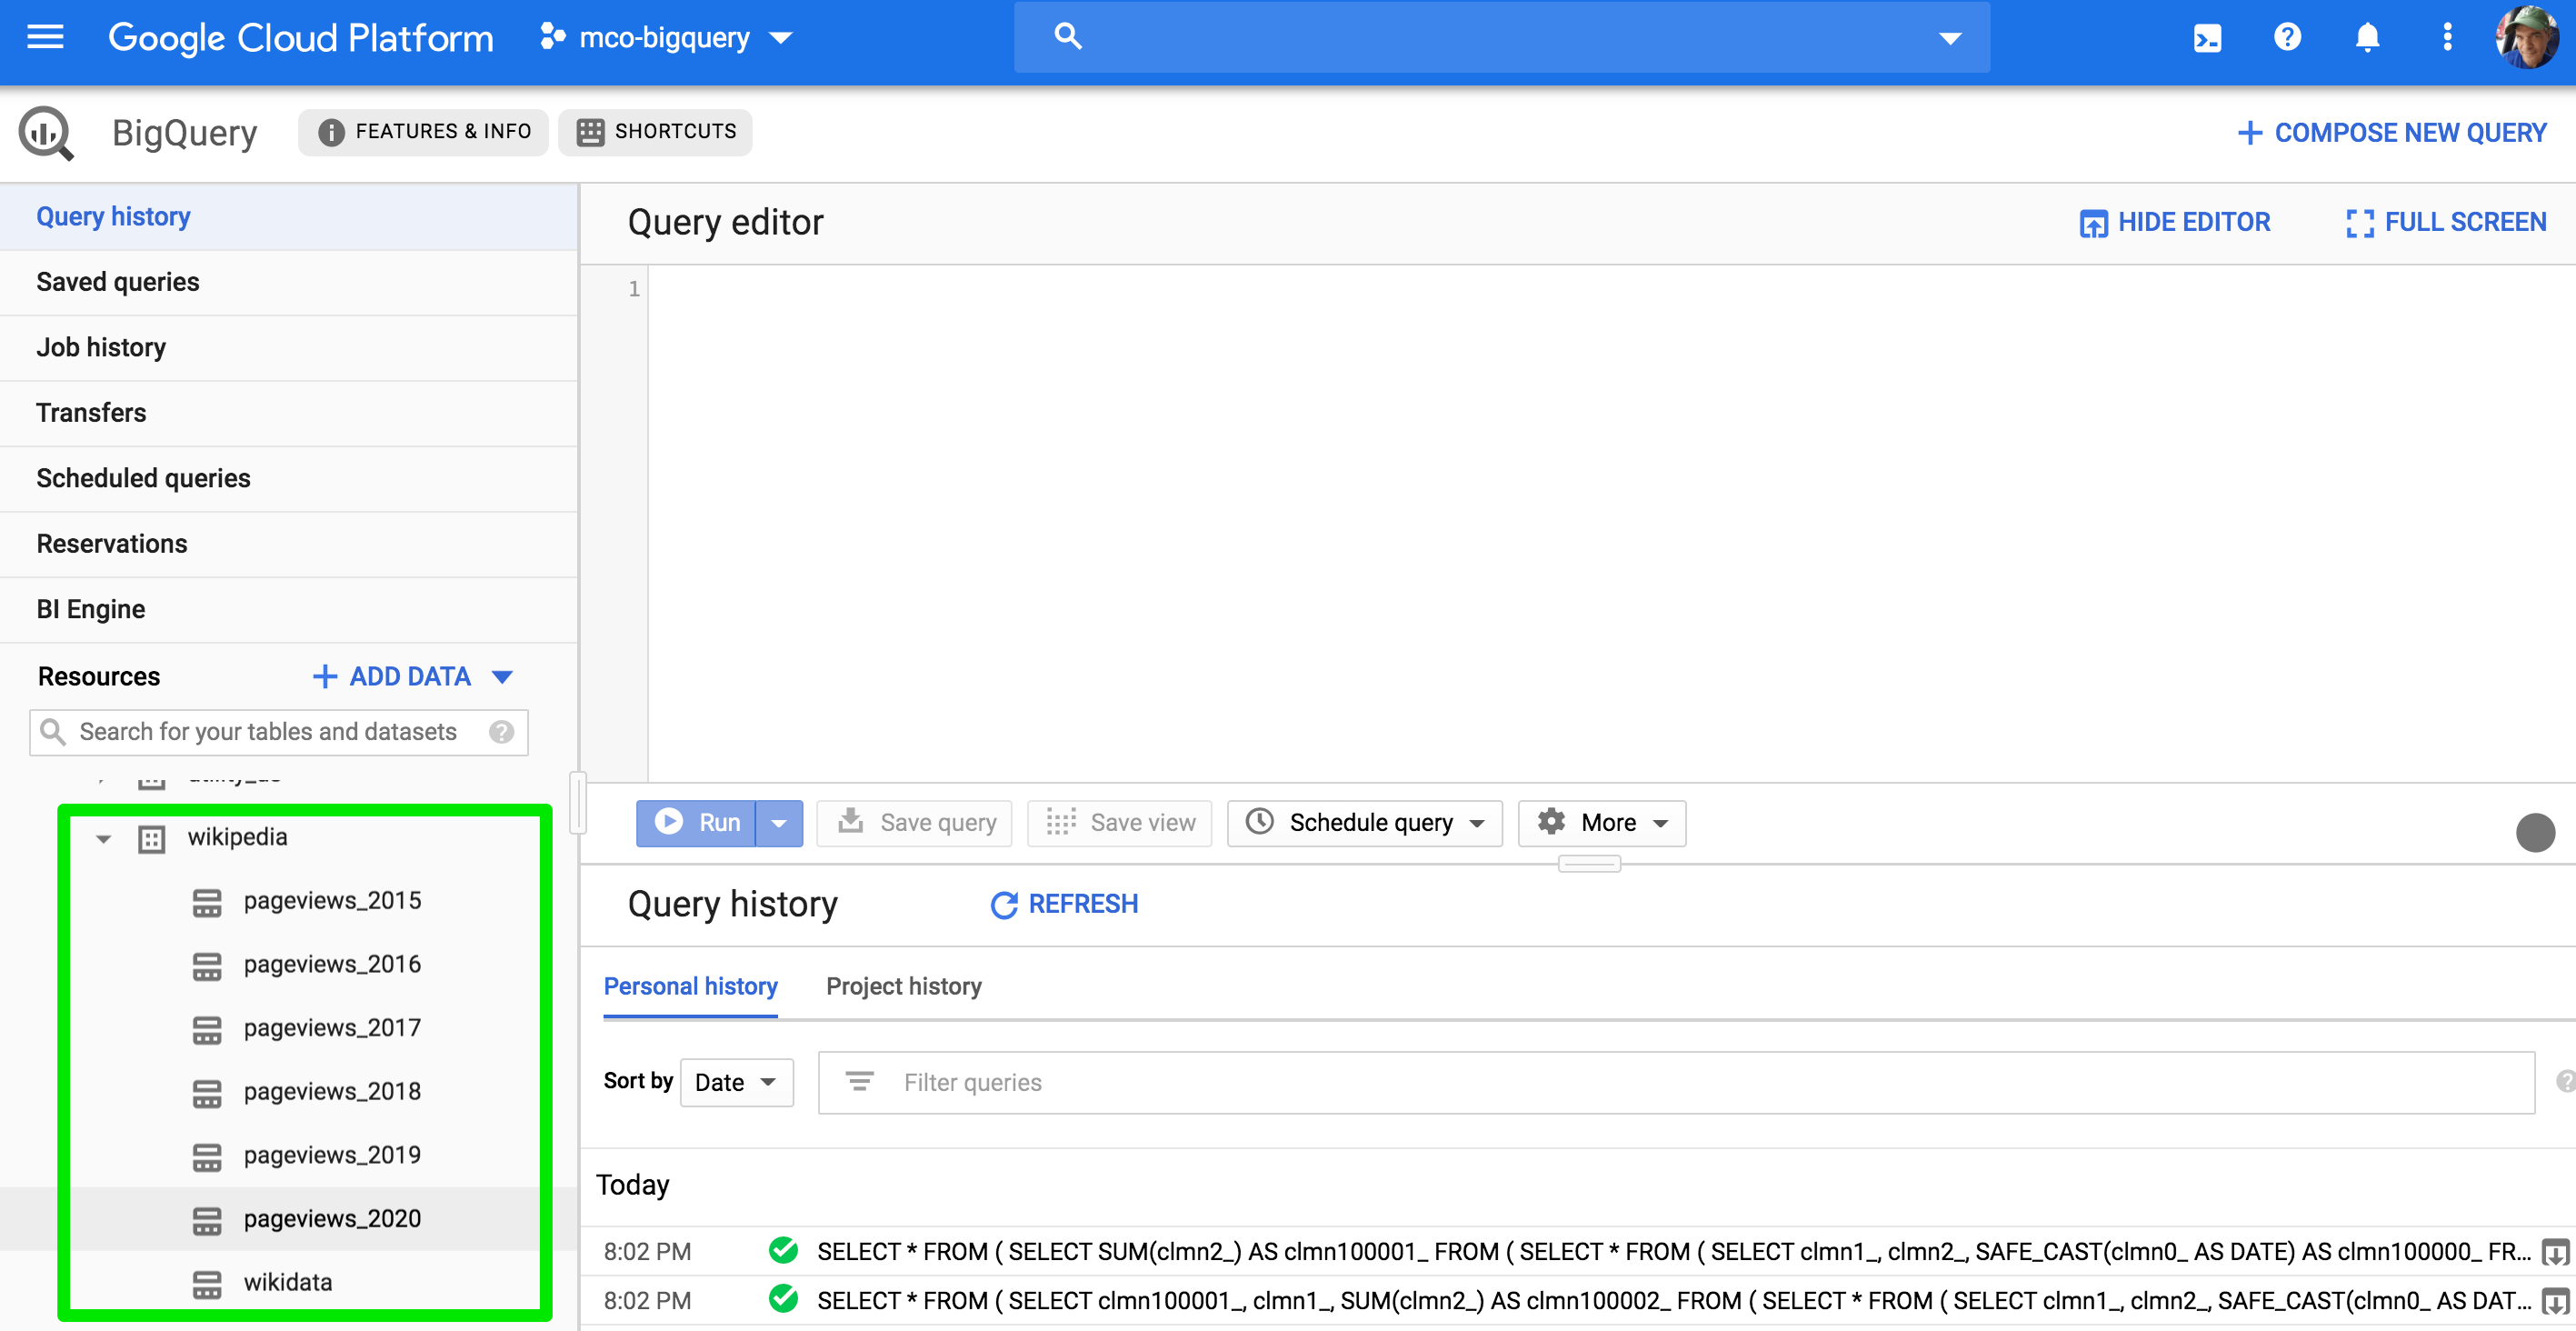 Google Cloud Platform mco-bigquery
BigQuery FEATURES & INFO SHORTCUTS COMPOSE NEW QUERY
Query history
Saved queries
Job history
Transfers
Scheduled queries
Reservations
BI Engine
Resources ADD DATA
Search for your tables and datasets
wikipedia
pageviews_2015
pageviews_2016
pageviews_2017
pageviews_2018
pageviews_2019
pageviews_2020
wikidata
Query editor HIDE EDITOR FULL SCREEN
1
Run Save query Save view Schedule query More
Query history REFRESH
Personal history Project history
Sort by Date Filter queries
Today
8:02 PM SELECT * FROM ( SELECT SUM(clmn2_) AS clmn100001_ FROM ( SELECT * FROM ( SELECT clmn1_, clmn2_, SAFE_CAST(clmn0_ AS DATE) AS clmn100000_ FR...
8:02 PM SELECT * FROM ( SELECT clmn100001_, clmn1_, SUM(clmn2_) AS clmn100002_ FROM ( SELECT * FROM ( SELECT clmn1_, clmn2_, SAFE_CAST(clmn0_ AS DAT...